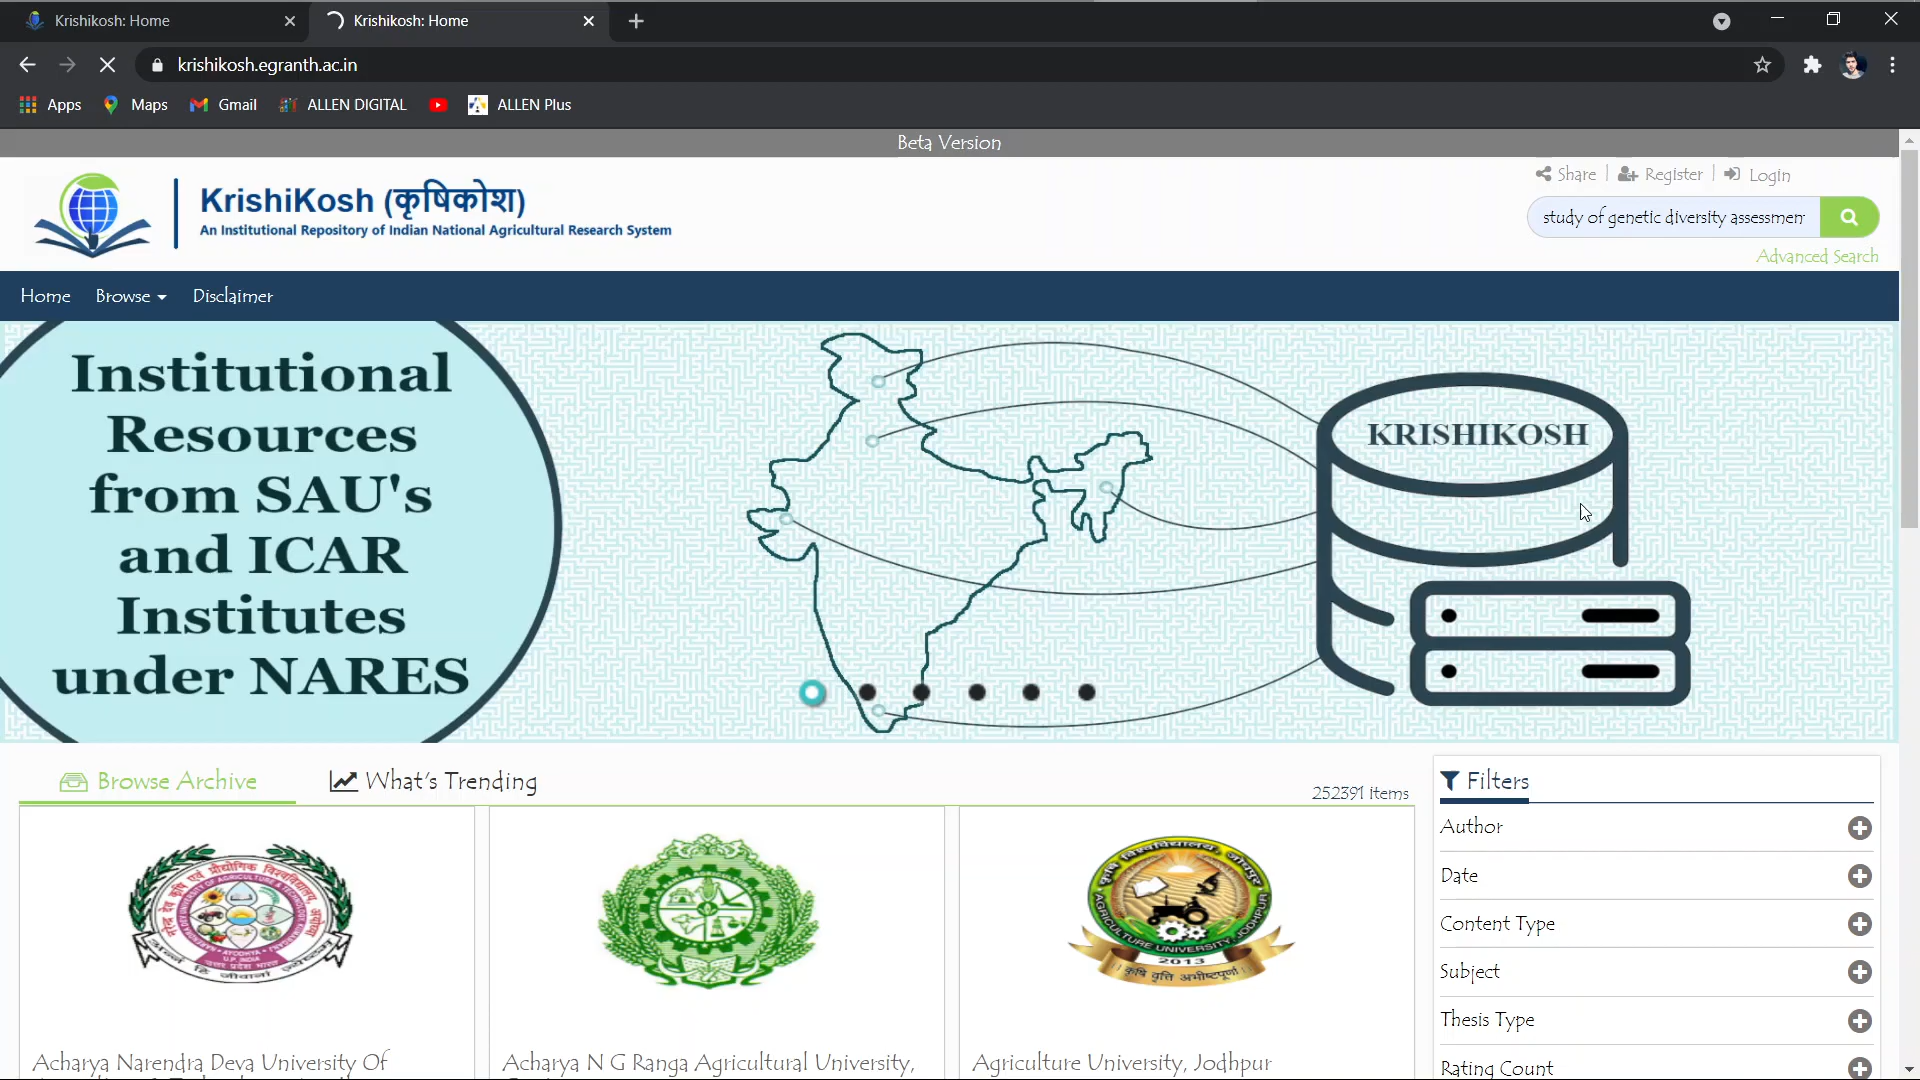 Krishikosh: Home
Krishikosh: Home
krishikosh.egranth.ac.in
Apps
Maps
Gmail
ALLEN DIGITAL
ALLEN Plus
Beta Version
KrishiKosh (कृषिकोश)
An Institutional Repository of Indian National Agricultural Research System
Share
Register
Login
study of genetic diversity assessmen
Advanced Search
Home
Browse
Disclaimer
Institutional
Resources
from SAU's
and ICAR
Institutes
under NARES
KRISHIKOSH
Browse Archive
What's Trending
252391 items
Filters
Author
Date
Content Type
Subject
Thesis Type
Rating Count
AGRICULTURE UNIVERSITY, JODHPUR
2013
Acharya Narendra Deva University Of
Acharya N G Ranga Agricultural University,
Agriculture University, Jodhpur